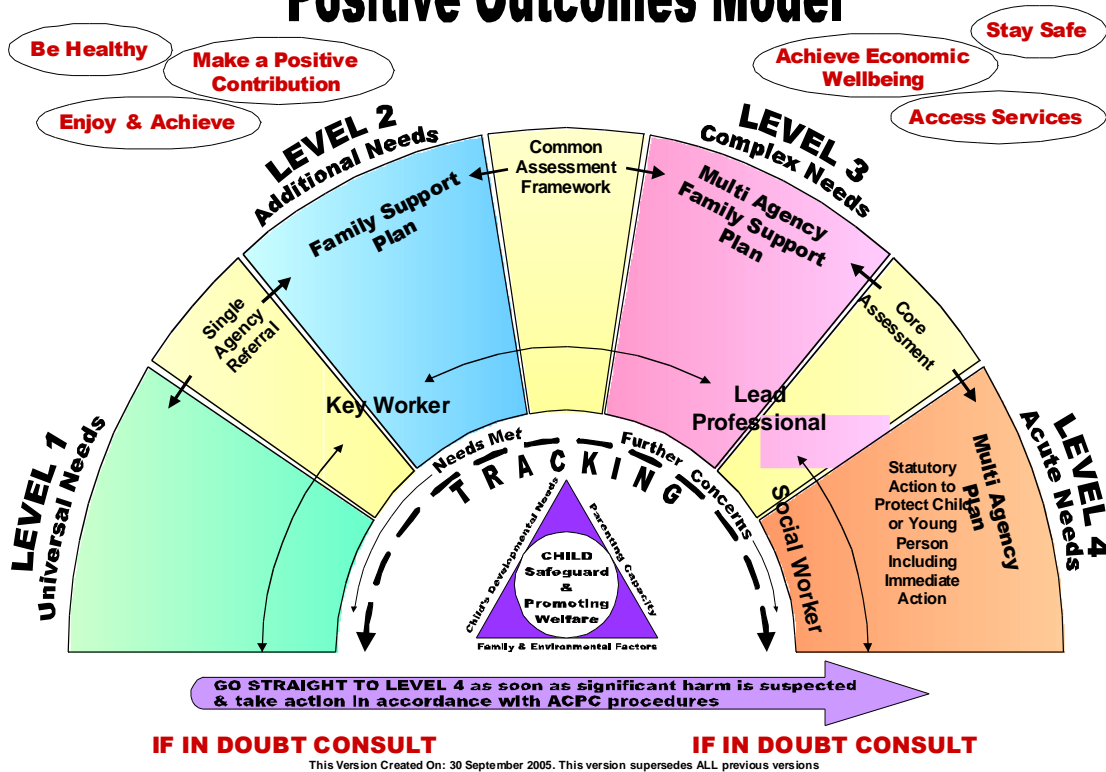 Positive Outcomes Model
Be Healthy
Make a Positive
Contribution
Enjoy & Achieve
Stay Safe
Achieve Economic
Wellbeing
Access Services
LEVEL 1
Universal Needs
Single
Agency
Referral
LEVEL 2
Additional Needs
Family Support
Plan
Common
Assessment
Framework
LEVEL 3
Complex Needs
Multi Agency
Family Support
Plan
Core
Assessment
LEVEL 4
Acute Needs
Multi Agency
Plan
Statutory
Action to
Protect Child
or Young
Person
Including
Immediate
Action
Key Worker
Lead
Professional
Social Worker
Needs Met
Further Concerns
TRACKING
Child's Developmental Needs
Parenting Capacity
CHILD
Safeguard
&
Promoting
Welfare
Family & Environmental Factors
GO STRAIGHT TO LEVEL 4 as soon as significant harm is suspected
& take action in accordance with ACPC procedures
IF IN DOUBT CONSULT
IF IN DOUBT CONSULT
This Version Created On: 30 September 2005. This version supersedes ALL previous versions